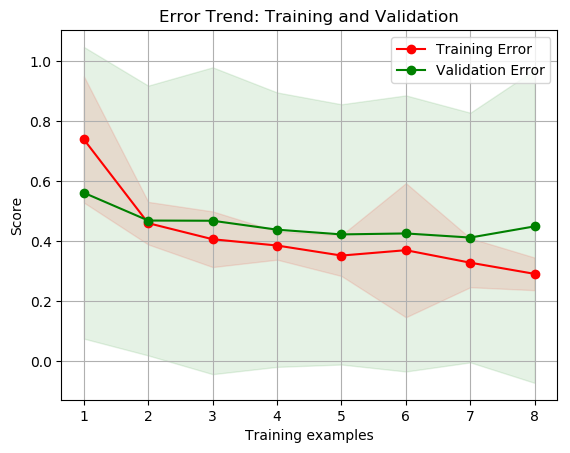 Error Trend: Training and Validation
Training Error
Validation Error
Score
1.0
0.8
0.6
0.4
0.2
0.0
1 2 3 4 5 6 7 8
Training examples